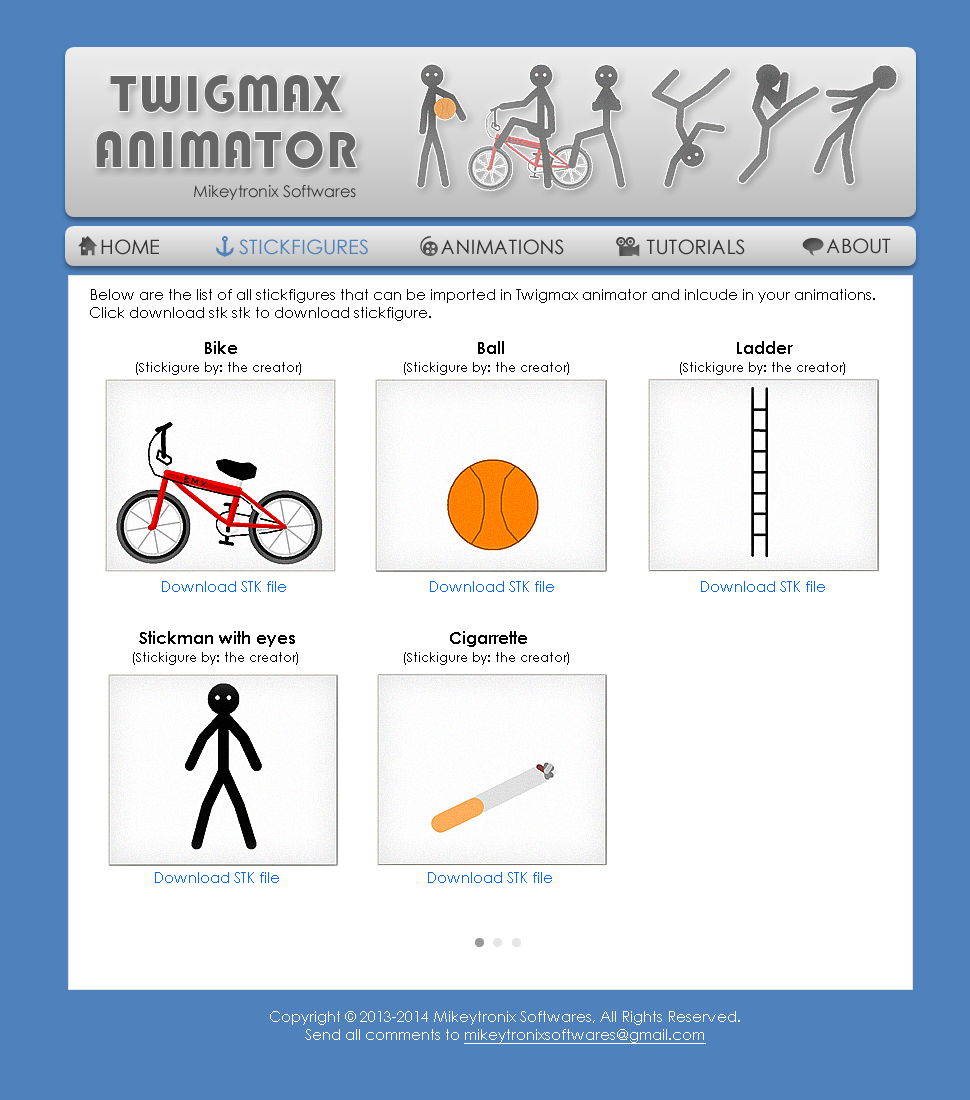 TWIGMAX
ANIMATOR
Mikeytronix Softwares
HOME STICKFIGURES ANIMATIONS TUTORIALS ABOUT
Below are the list of all stickfigures that can be imported in Twigmax animator and inlcude in your animations.
Click download stk stk to download stickfigure.
Bike Ball Ladder
(Stickigure by: the creator) (Stickigure by: the creator) (Stickigure by: the creator)
BMX
Download STK file Download STK file Download STK file
Stickman with eyes Cigarrette
(Stickigure by: the creator) (Stickigure by: the creator)
Download STK file Download STK file
Copyright © 2013-2014 Mikeytronix Softwares, All Rights Reserved.
Send all comments to mikeytronixsoftwares@gmail.com